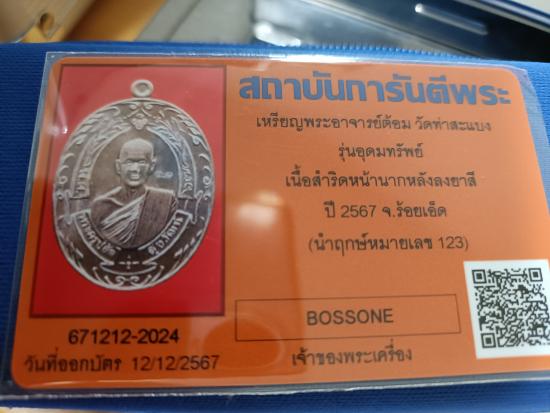 สถาบันการันตีพระ
เหรียญพระอาจารย์ต้อม วัดท่าสะแบง
รุ่นอุดมทรัพย์
เนื้อสำริดหน้านากหลังลงยาสี
ปี 2567 จ.ร้อยเอ็ด
(นำฤกษ์หมายเลข 123)
BOSSONE
เจ้าของพระเครื่อง
671212-2024
วันที่ออกบัตร 12/12/2567